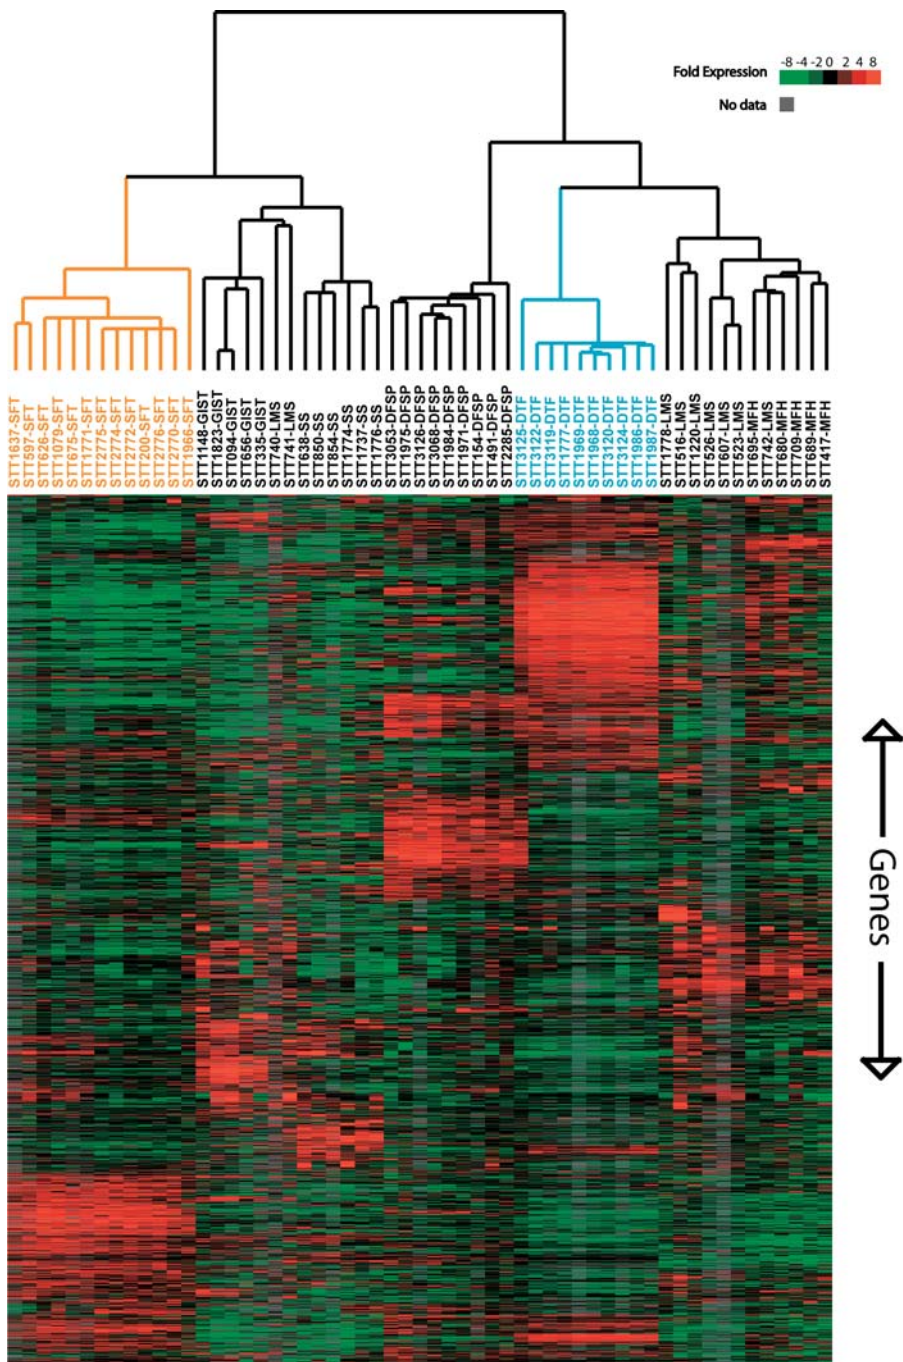 -8 -4 -2 0 2 4 8
Fold Expression
No data
STT1637-SFT
STT597-SFT
STT626-SFT
STT1079-SFT
STT675-SFT
STT1771-SFT
STT2775-SFT
STT2774-SFT
STT2772-SFT
STT200-SFT
STT2776-SFT
STT2770-SFT
STT1966-SFT
STT1148-GIST
STT1823-GIST
STT094-GIST
STT656-GIST
STT335-GIST
STT740-LMS
STT741-LMS
STT638-SS
STT850-SS
STT854-SS
STT1774-SS
STT1737-SS
STT1776-SS
STT3053-DFSP
STT1975-DFSP
STT3126-DFSP
STT3068-DFSP
STT1984-DFSP
STT1971-DFSP
STT154-DFSP
STT491-DFSP
STT2285-DFSP
STT3125-DTF
STT3122-DTF
STT3119-DTF
STT1777-DTF
STT1969-DTF
STT1968-DTF
STT3120-DTF
STT3124-DTF
STT1986-DTF
STT1987-DTF
STT1778-LMS
STT516-LMS
STT1220-LMS
STT526-LMS
STT607-LMS
STT523-LMS
STT695-MFH
STT742-LMS
STT680-MFH
STT709-MFH
STT689-MFH
STT417-MFH
Genes